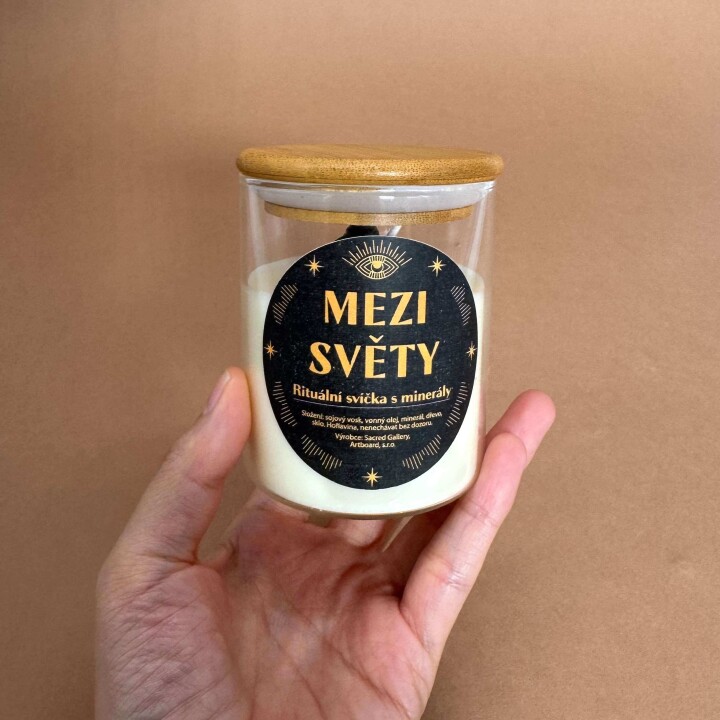 MEZI
SVĚTY
Rituální svíčka s minerály
Složení: sojový vosk, vonný olej, minerál, dřevo,
sklo. Hořlavina, nenechávat bez dozoru.
Výrobce: Sacred Gallery,
Artboard, s.r.o.